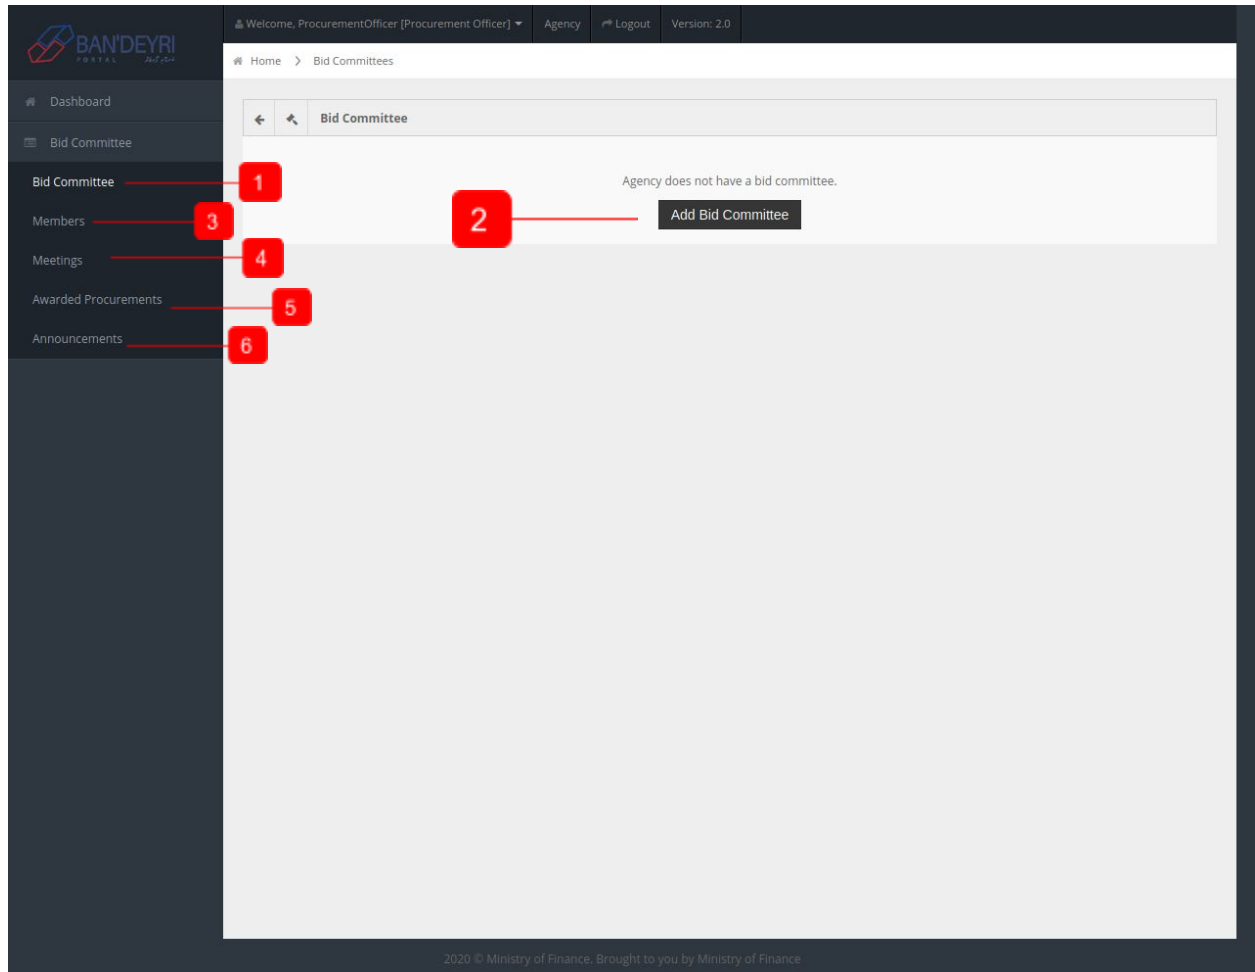 BAN'DEYRI
PORTAL
Welcome, ProcurementOfficer [Procurement Officer]
Agency
Logout
Version: 2.0
Home > Bid Committees
Dashboard
Bid Committee
Bid Committee
Members
Meetings
Awarded Procurements
Announcements
1
3
4
5
6
Bid Committee
Agency does not have a bid committee.
2
Add Bid Committee
2020 © Ministry of Finance. Brought to you by Ministry of Finance